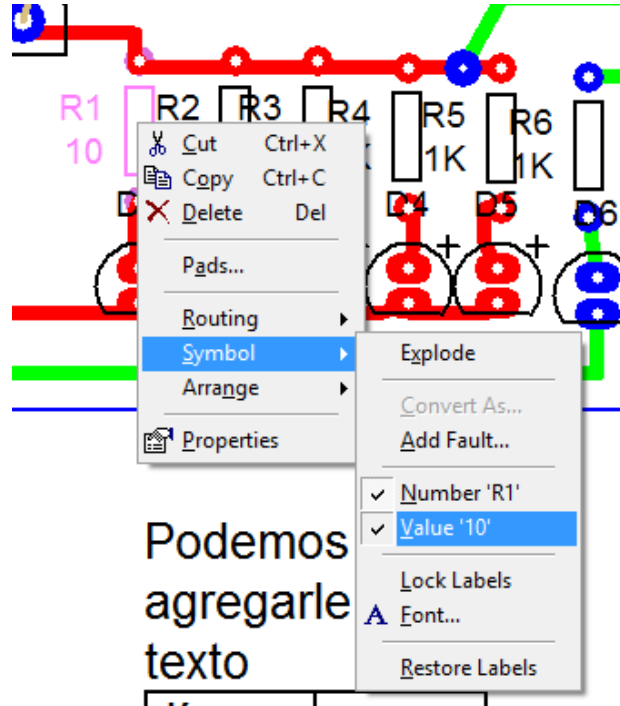 R1 R2 R3 R4 R5 R6
10 1K 1K
D4 D5 D6
Cut Ctrl+X
Copy Ctrl+C
Delete Del
Pads...
Routing
Symbol
Arrange
Properties
Explode
Convert As...
Add Fault...
Number 'R1'
Value '10'
Lock Labels
A Font...
Restore Labels
Podemos
agregarle
texto